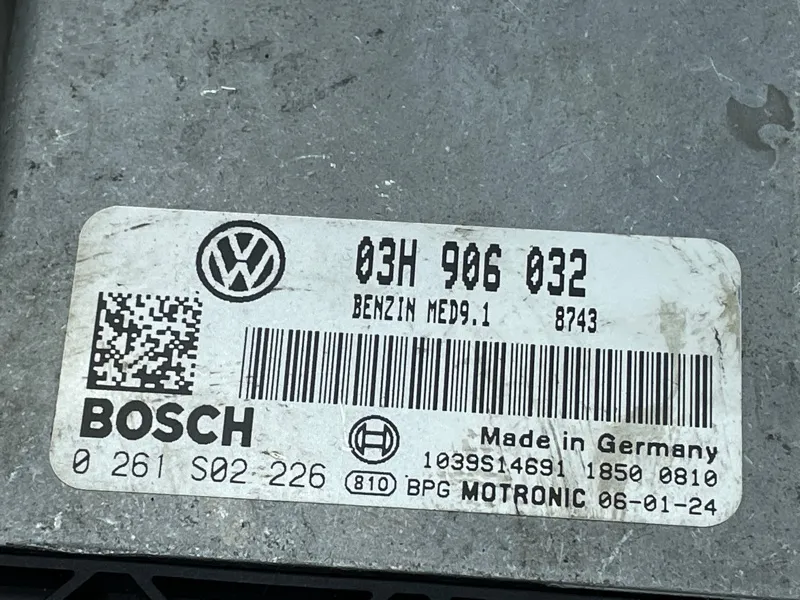 03H 906 032
BENZIN MED9.1 8743
BOSCH
Made in Germany
1039S14691 1850 0810
0 261 S02 226 810 BPG MOTRONIC 06-01-24